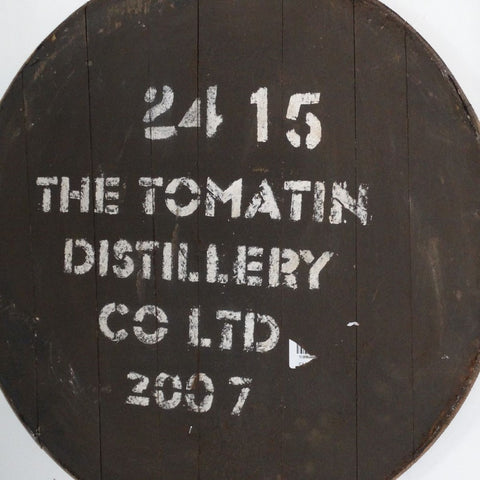 24 15
THE TOMATIN
DISTILLERY
CO LTD
2007